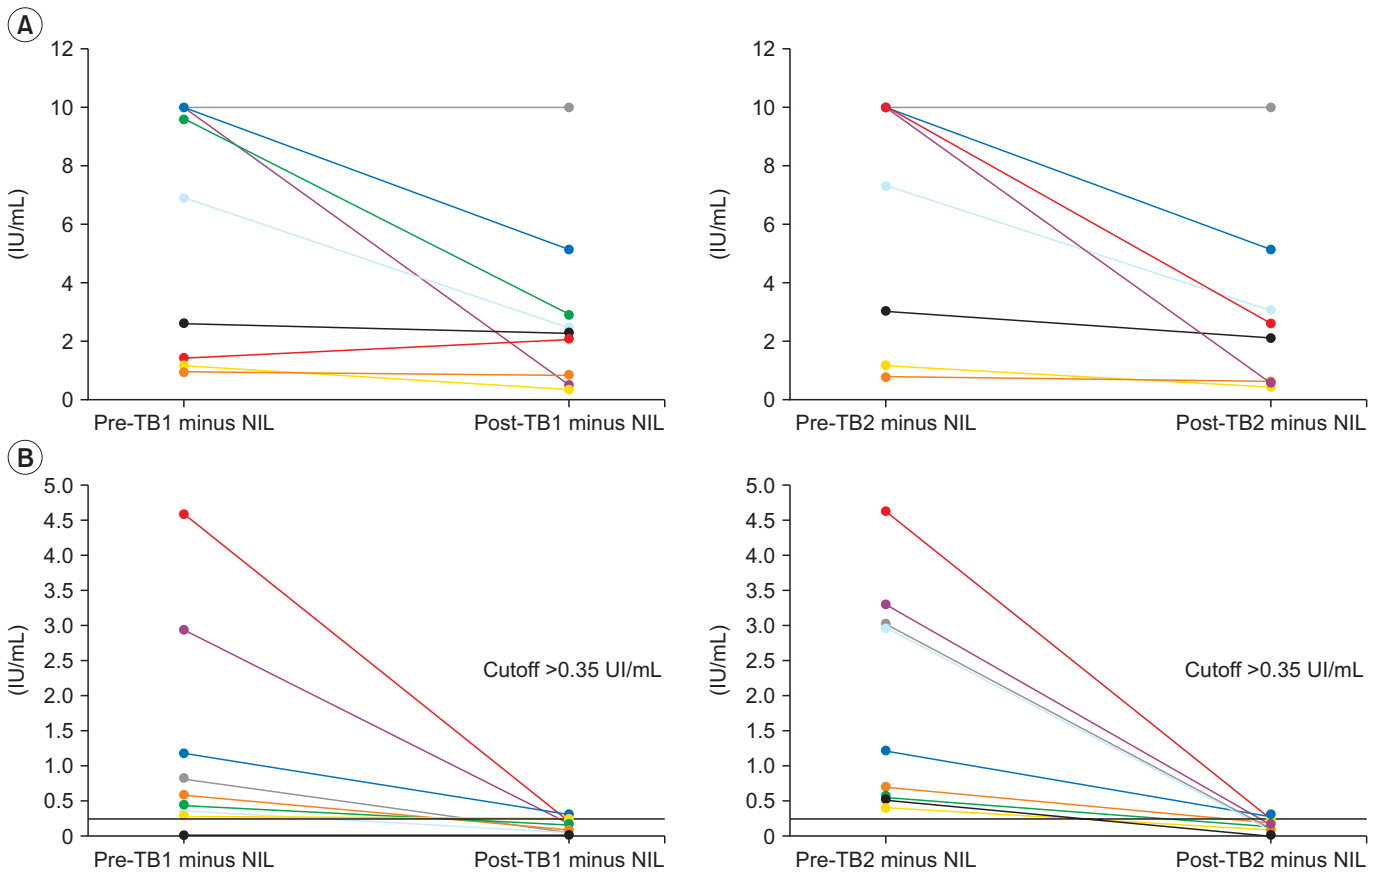 A
12
10
8
6
4
2
0
(IU/mL)
Pre-TB1 minus NIL
Post-TB1 minus NIL
12
10
8
6
4
2
0
(IU/mL)
Pre-TB2 minus NIL
Post-TB2 minus NIL
B
5.0
4.5
4.0
3.5
3.0
2.5
2.0
1.5
1.0
0.5
0
(IU/mL)
Cutoff >0.35 UI/mL
Pre-TB1 minus NIL
Post-TB1 minus NIL
5.0
4.5
4.0
3.5
3.0
2.5
2.0
1.5
1.0
0.5
0
(IU/mL)
Cutoff >0.35 UI/mL
Pre-TB2 minus NIL
Post-TB2 minus NIL